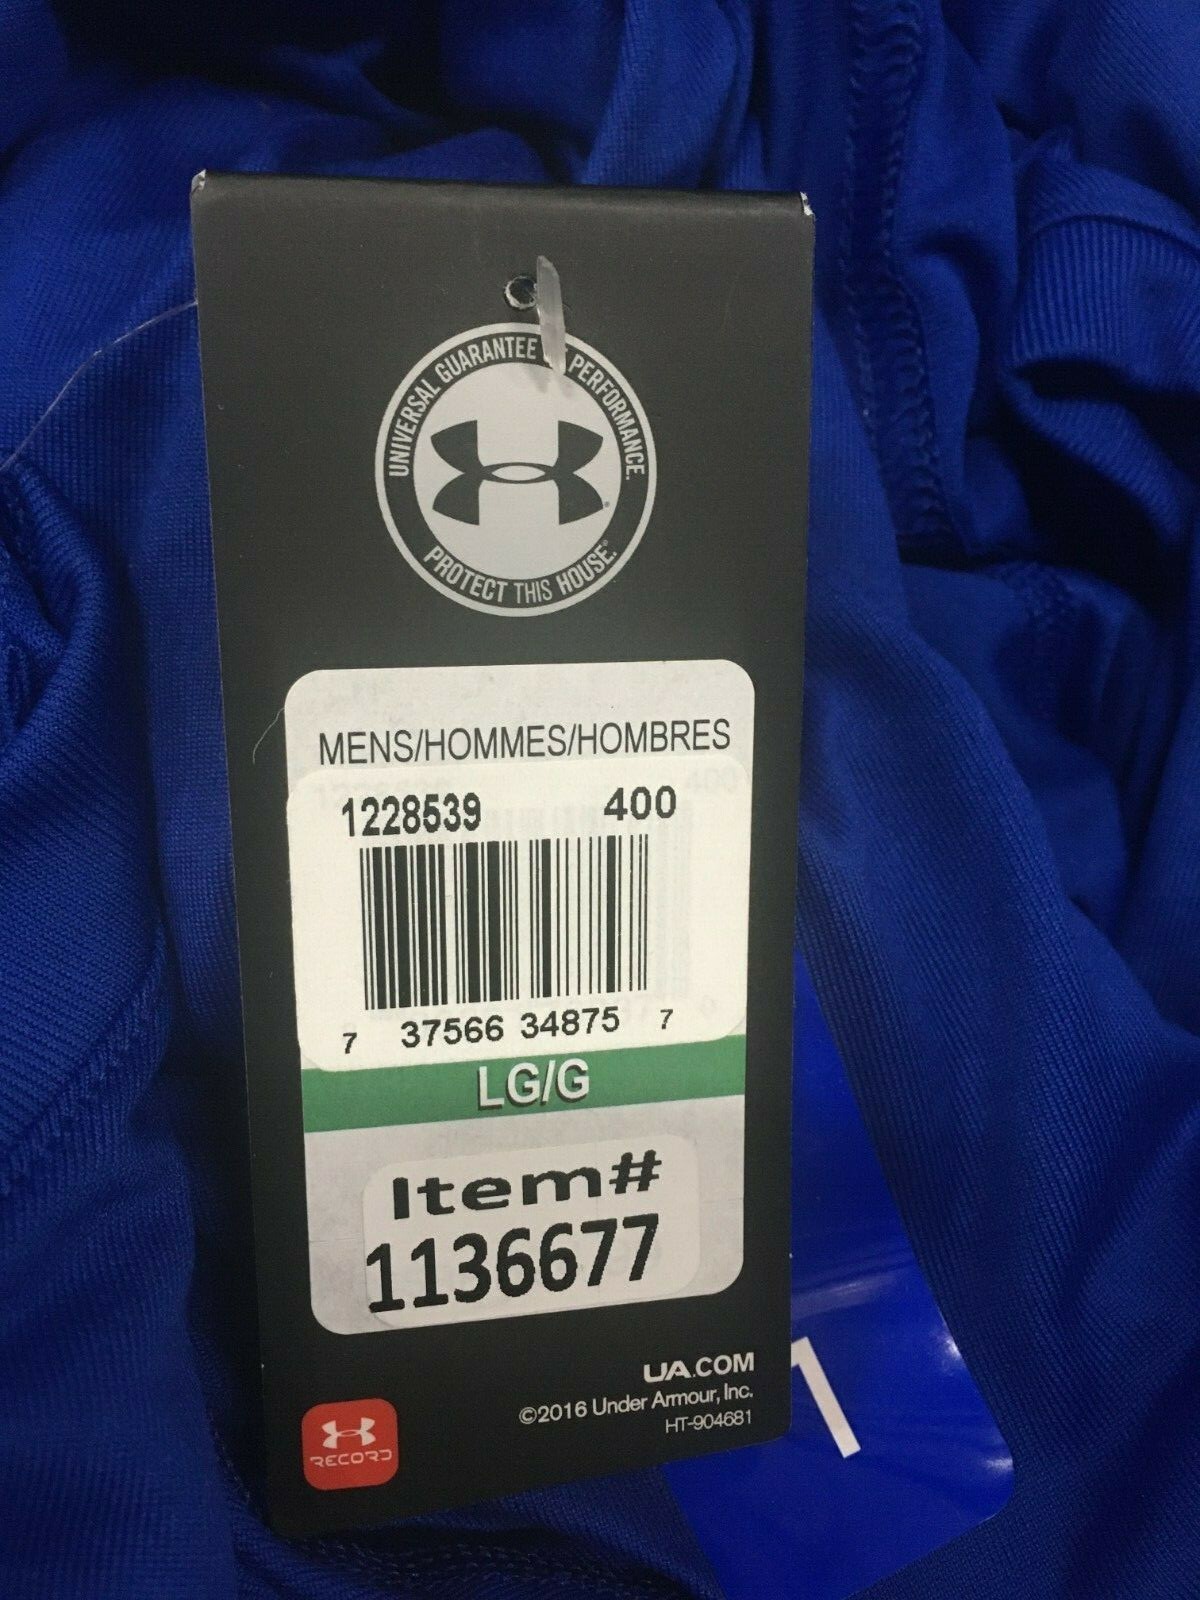 UNIVERSAL GUARANTEE PERFORMANCE.
PROTECT THIS HOUSE.®
MENS/HOMMES/HOMBRES
1228539 400
7 37566 34875 7
LG/G
Item#
1136677
UA.COM
©2016 Under Armour, Inc.
HT-904681
RECORD
1